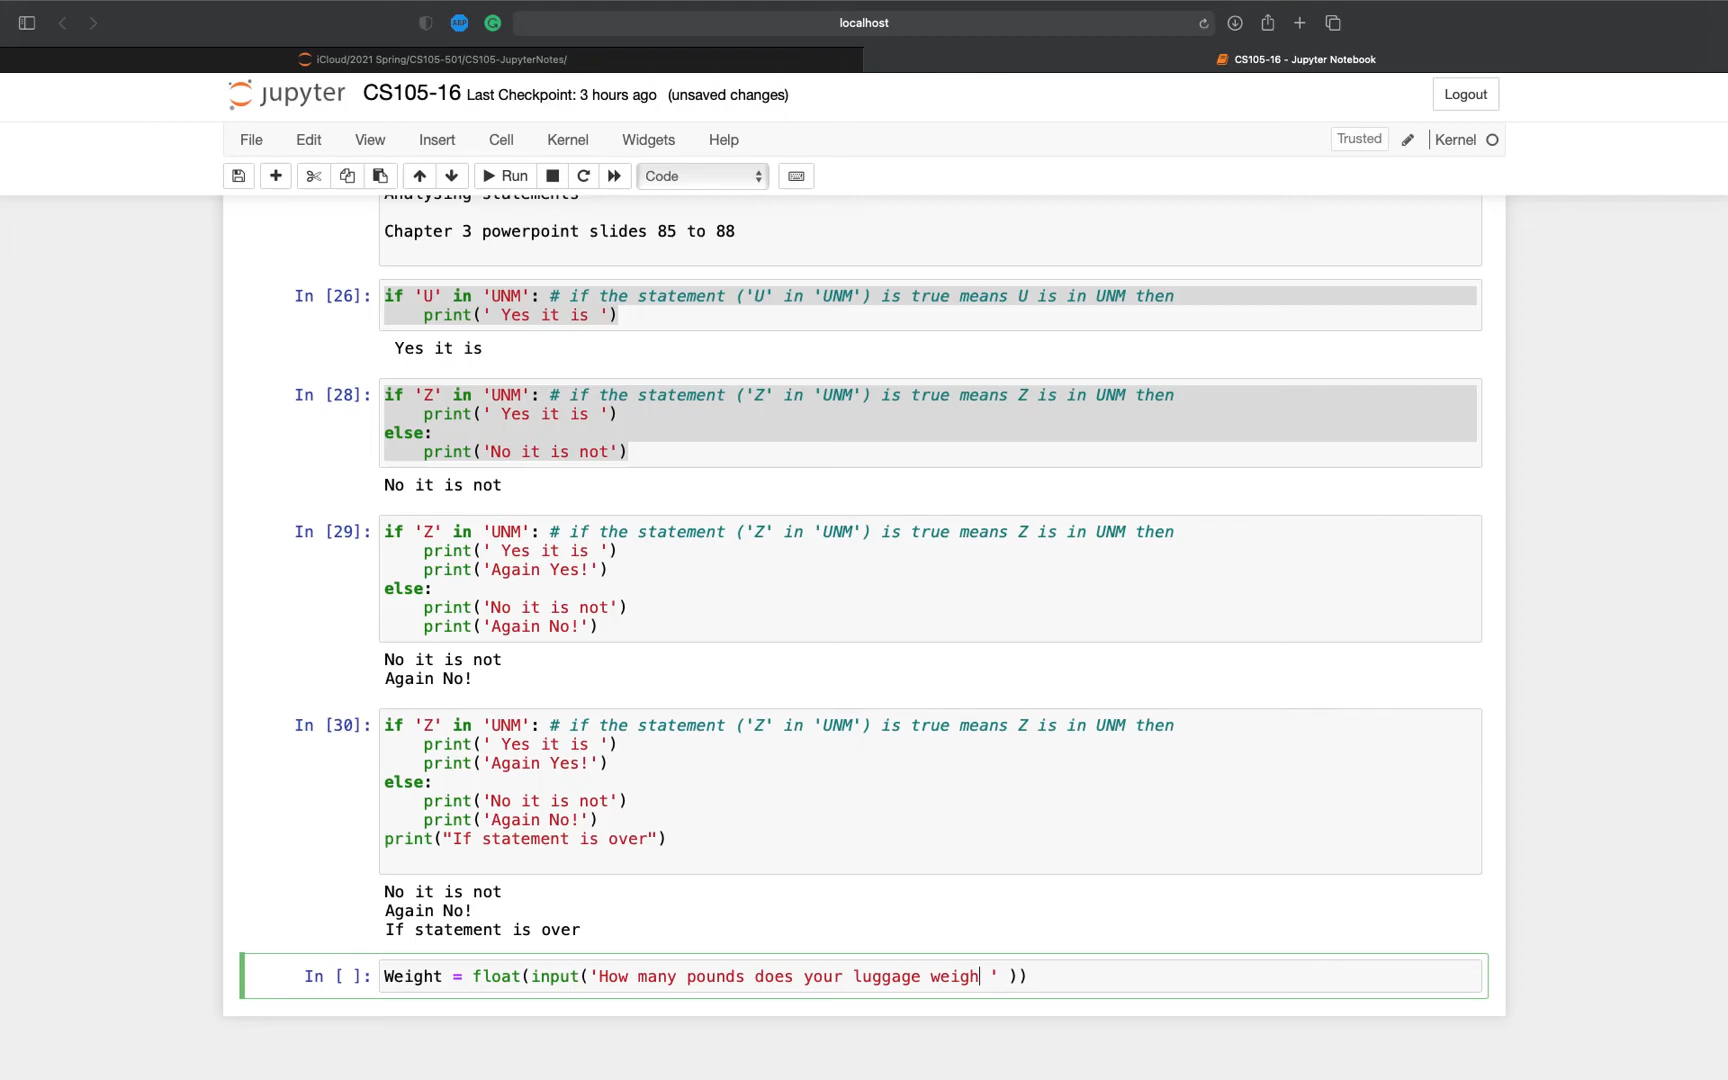 localhost
iCloud/2021 Spring/CS105-501/CS105-JupyterNotes/
CS105-16 - Jupyter Notebook
ABP
jupyter CS105-16 Last Checkpoint: 3 hours ago (unsaved changes)
Logout
File Edit View Insert Cell Kernel Widgets Help
Trusted Kernel
Run Code
Analysing statements
Chapter 3 powerpoint slides 85 to 88
In [26]: if 'U' in 'UNM': # if the statement ('U' in 'UNM') is true means U is in UNM then
print(' Yes it is ')
Yes it is
In [28]: if 'Z' in 'UNM': # if the statement ('Z' in 'UNM') is true means Z is in UNM then
print(' Yes it is ')
else:
print('No it is not')
No it is not
In [29]: if 'Z' in 'UNM': # if the statement ('Z' in 'UNM') is true means Z is in UNM then
print(' Yes it is ')
print('Again Yes!')
else:
print('No it is not')
print('Again No!')
No it is not
Again No!
In [30]: if 'Z' in 'UNM': # if the statement ('Z' in 'UNM') is true means Z is in UNM then
print(' Yes it is ')
print('Again Yes!')
else:
print('No it is not')
print('Again No!')
print("If statement is over")
No it is not
Again No!
If statement is over
In [ ]: Weight = float(input('How many pounds does your luggage weigh ' ))